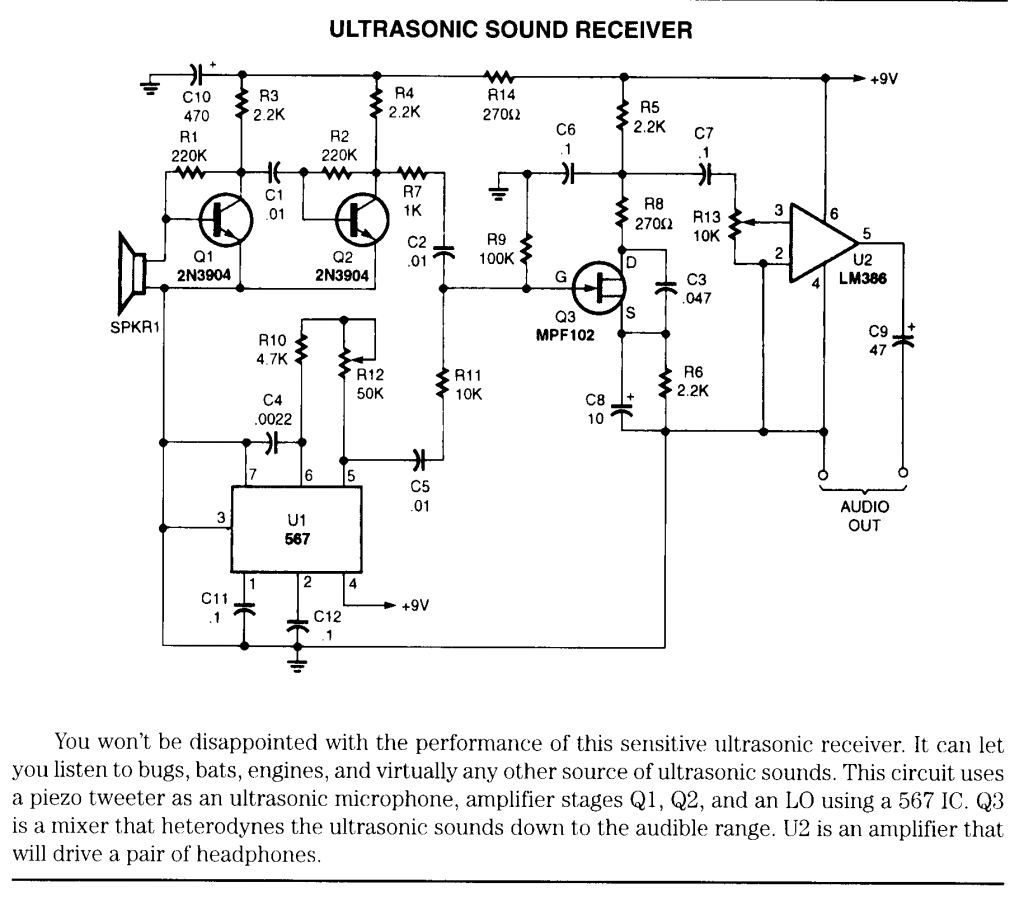 ULTRASONIC SOUND RECEIVER
+
C10
470
R3
2.2K
R4
2.2K
R14
270Ω
R5
2.2K
+9V
R1
220K
C1
.01
R2
220K
R7
1K
C6
.1
C7
.1
Q1
2N3904
Q2
2N3904
C2
.01
R9
100K
R8
270Ω
R13
10K
3
2
6
5
4
U2
LM386
SPKR1
G
D
S
Q3
MPF102
C3
.047
C9
47
+
R10
4.7K
R12
50K
R11
10K
C8
10
+
R6
2.2K
C4
.0022
C5
.01
7
6
5
3
U1
567
1
2
4
C11
.1
C12
.1
+9V
AUDIO
OUT
You won't be disappointed with the performance of this sensitive ultrasonic receiver. It can let
you listen to bugs, bats, engines, and virtually any other source of ultrasonic sounds. This circuit uses
a piezo tweeter as an ultrasonic microphone, amplifier stages Q1, Q2, and an LO using a 567 IC. Q3
is a mixer that heterodynes the ultrasonic sounds down to the audible range. U2 is an amplifier that
will drive a pair of headphones.